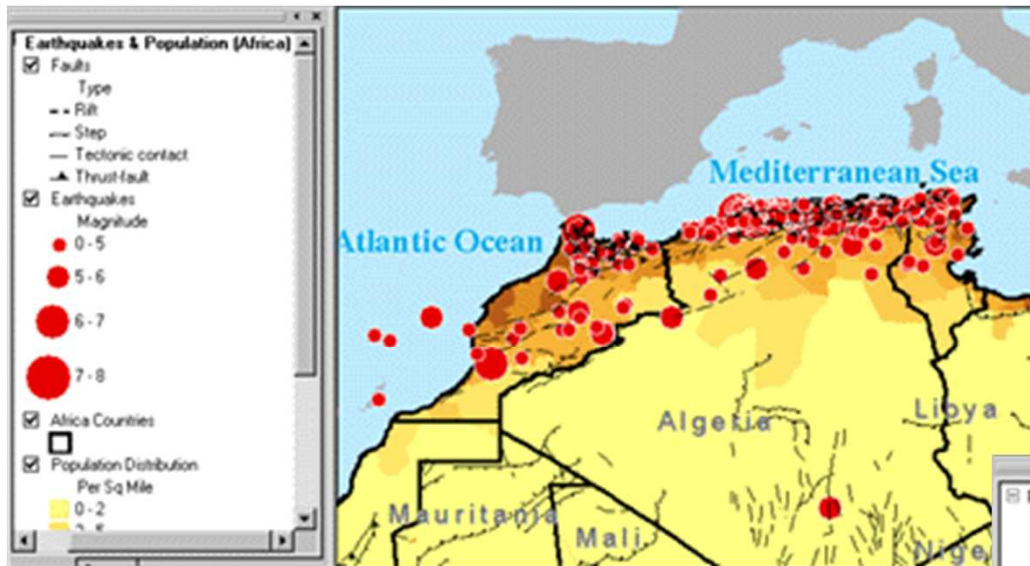 Earthquakes & Population (Africa)
Faults
Type
Rift
Step
Tectonic contact
Thrust-fault
Earthquakes
Magnitude
0 - 5
5 - 6
6 - 7
7 - 8
Africa Countries
Population Distribution
Per Sq Mile
0 - 2
Mediterranean Sea
Atlantic Ocean
Algeria
Libya
Mauritania
Mali
Nige